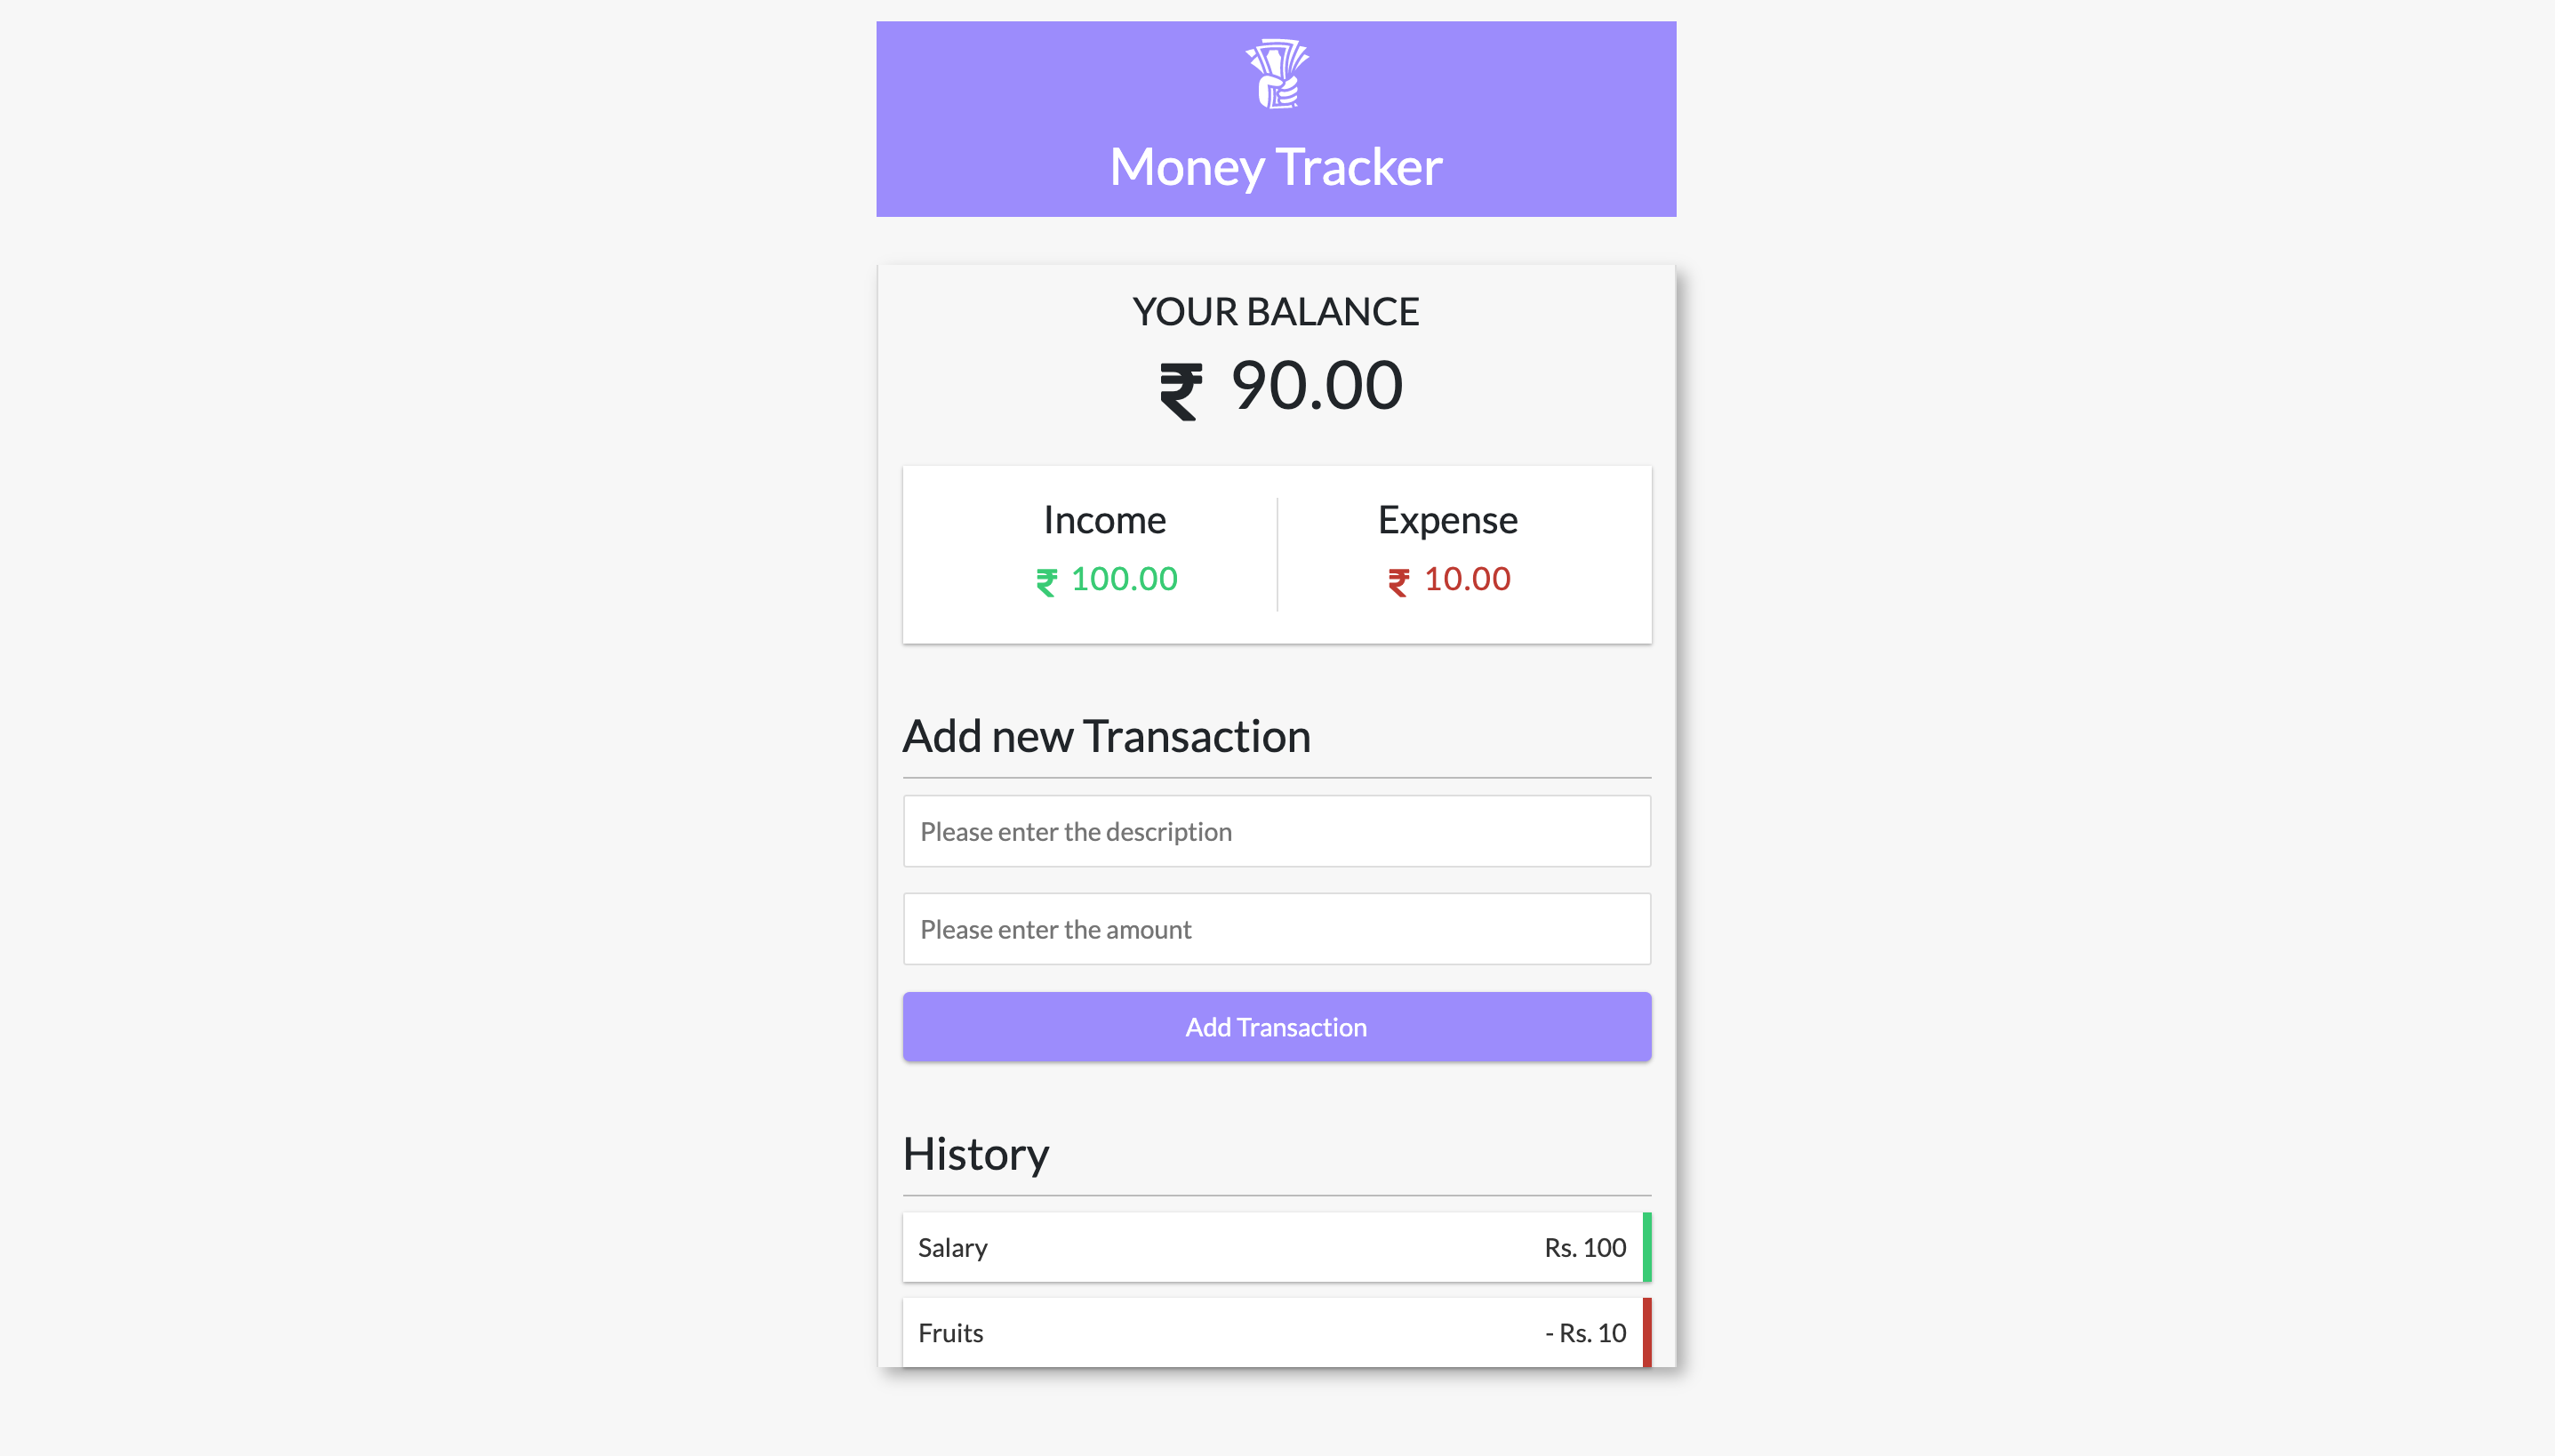 Money Tracker
YOUR BALANCE
₹ 90.00
Income Expense
₹ 100.00 ₹ 10.00
Add new Transaction
Please enter the description
Please enter the amount
Add Transaction
History
Salary Rs. 100
Fruits - Rs. 10